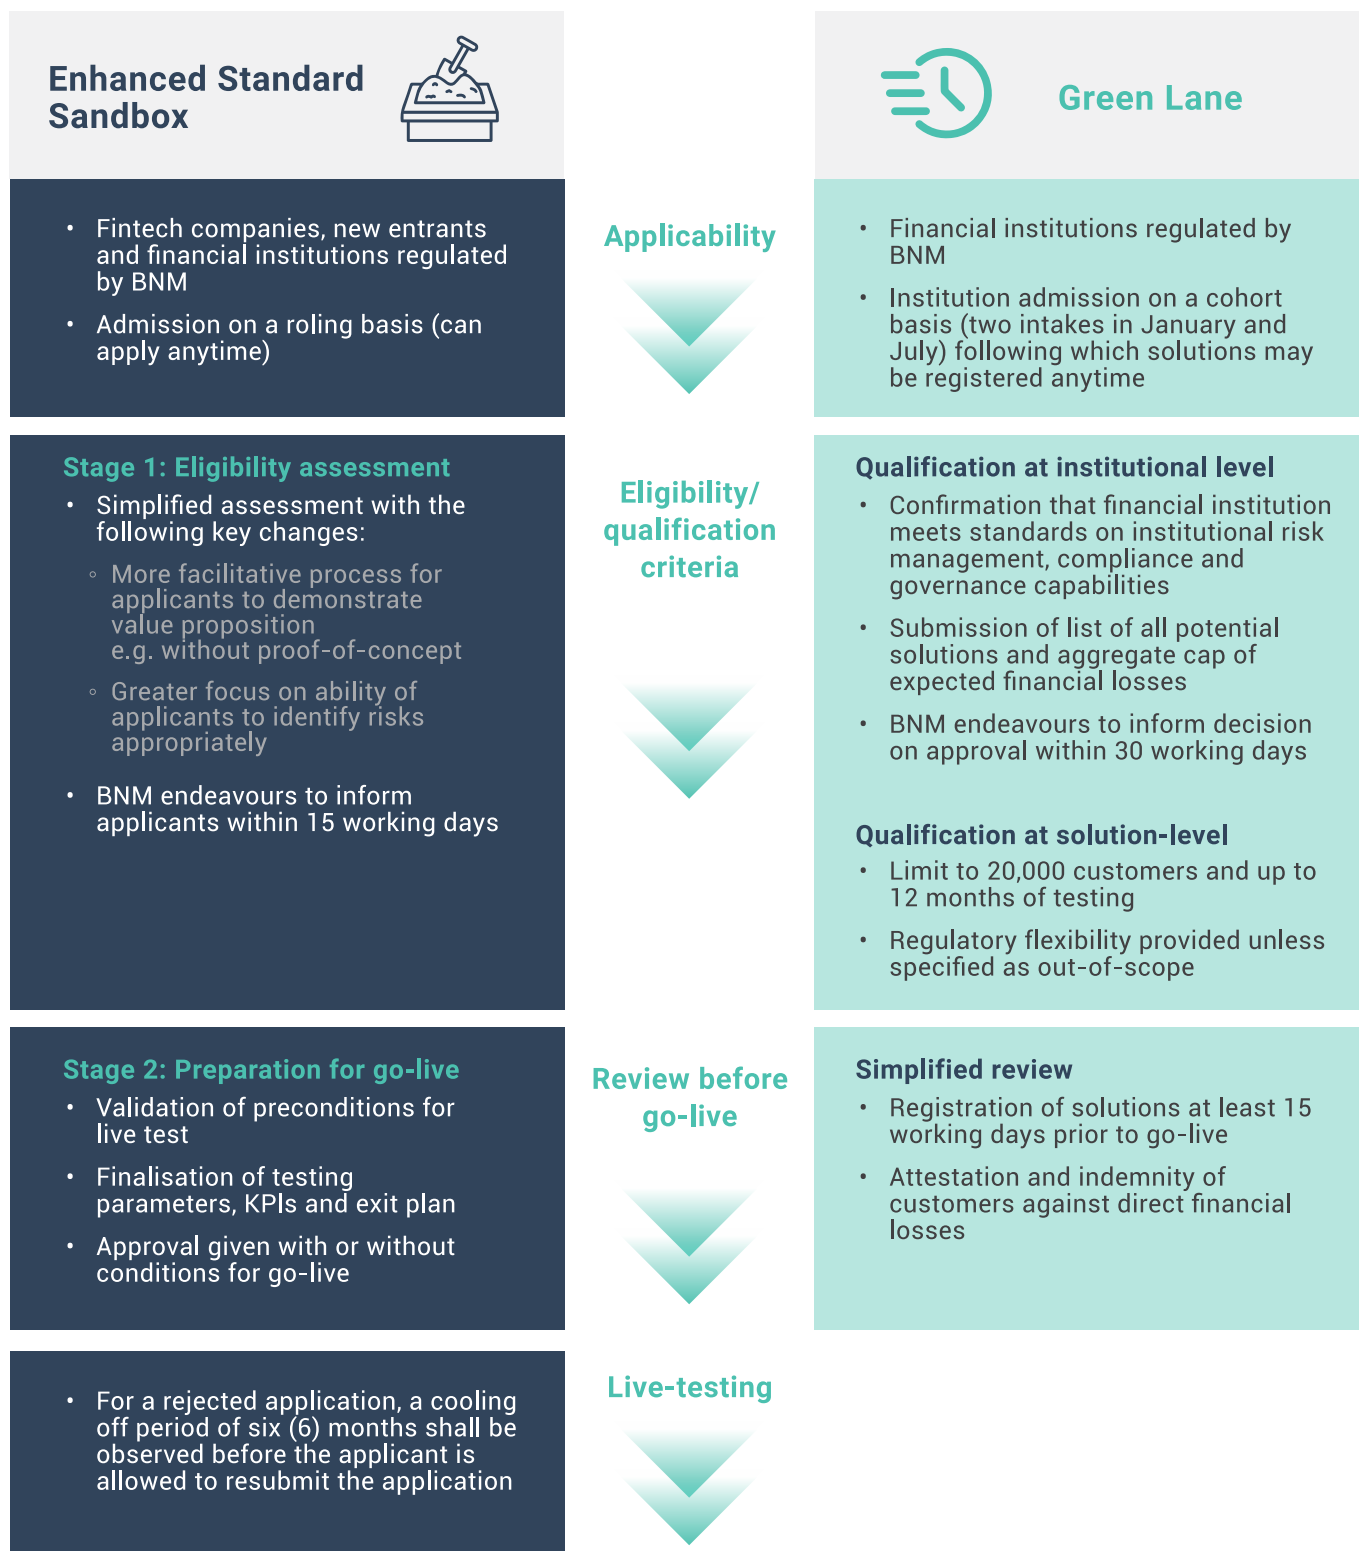 Enhanced Standard
Sandbox
Green Lane
• Fintech companies, new entrants
and financial institutions regulated
by BNM
• Admission on a roling basis (can
apply anytime)
Applicability
• Financial institutions regulated by
BNM
• Institution admission on a cohort
basis (two intakes in January and
July) following which solutions may
be registered anytime
Stage 1: Eligibility assessment
• Simplified assessment with the
following key changes:
◦ More facilitative process for
applicants to demonstrate
value proposition
e.g. without proof-of-concept
◦ Greater focus on ability of
applicants to identify risks
appropriately
• BNM endeavours to inform
applicants within 15 working days
Eligibility/
qualification
criteria
Qualification at institutional level
• Confirmation that financial institution
meets standards on institutional risk
management, compliance and
governance capabilities
• Submission of list of all potential
solutions and aggregate cap of
expected financial losses
• BNM endeavours to inform decision
on approval within 30 working days
Qualification at solution-level
• Limit to 20,000 customers and up to
12 months of testing
• Regulatory flexibility provided unless
specified as out-of-scope
Stage 2: Preparation for go-live
• Validation of preconditions for
live test
• Finalisation of testing
parameters, KPIs and exit plan
• Approval given with or without
conditions for go-live
Review before
go-live
Simplified review
• Registration of solutions at least 15
working days prior to go-live
• Attestation and indemnity of
customers against direct financial
losses
• For a rejected application, a cooling
off period of six (6) months shall be
observed before the applicant is
allowed to resubmit the application
Live-testing